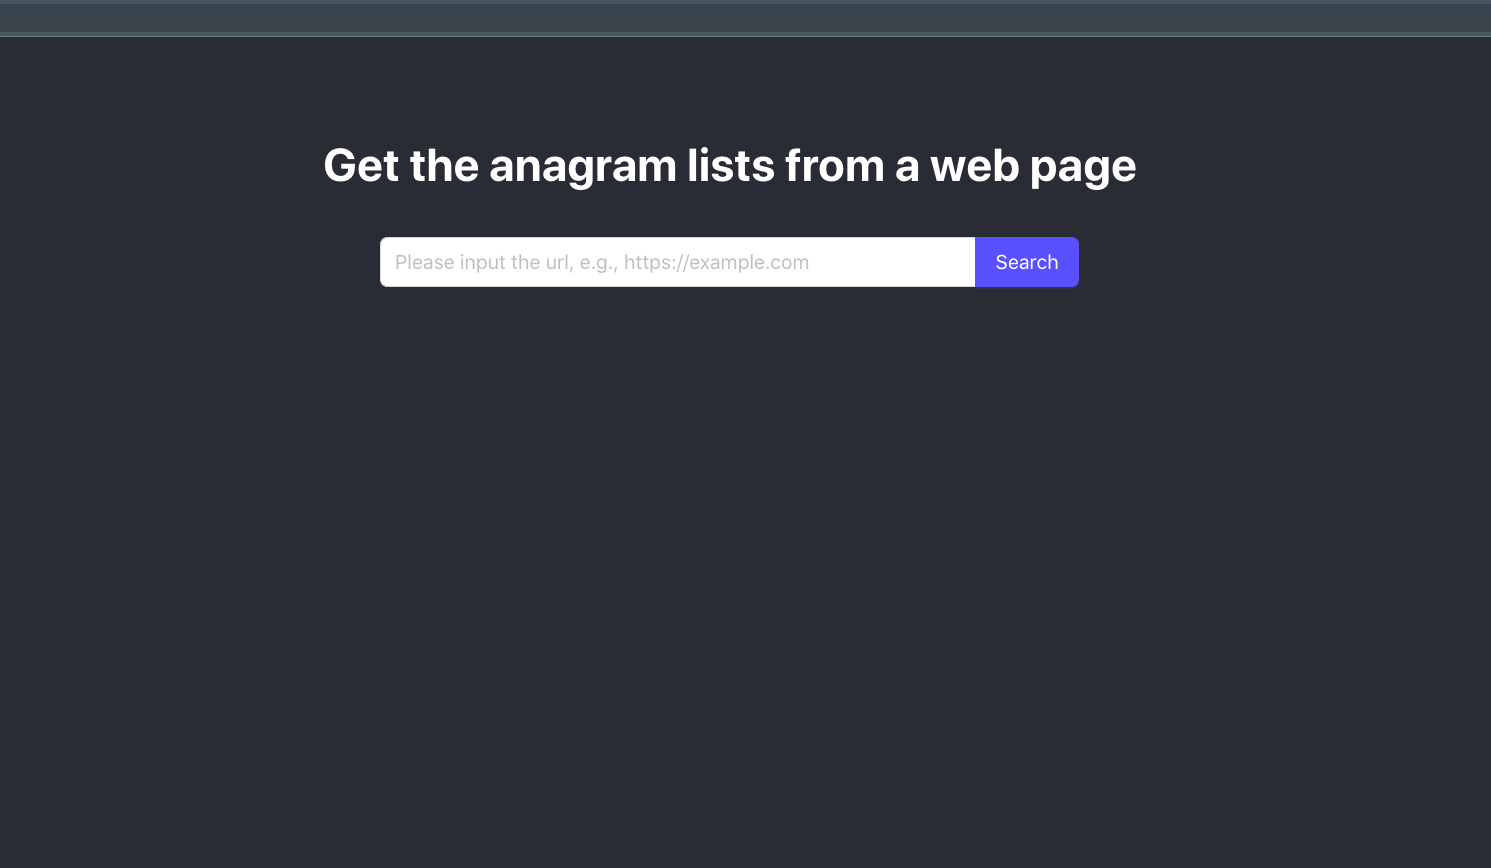 Get the anagram lists from a web page
Please input the url, e.g., https://example.com
Search